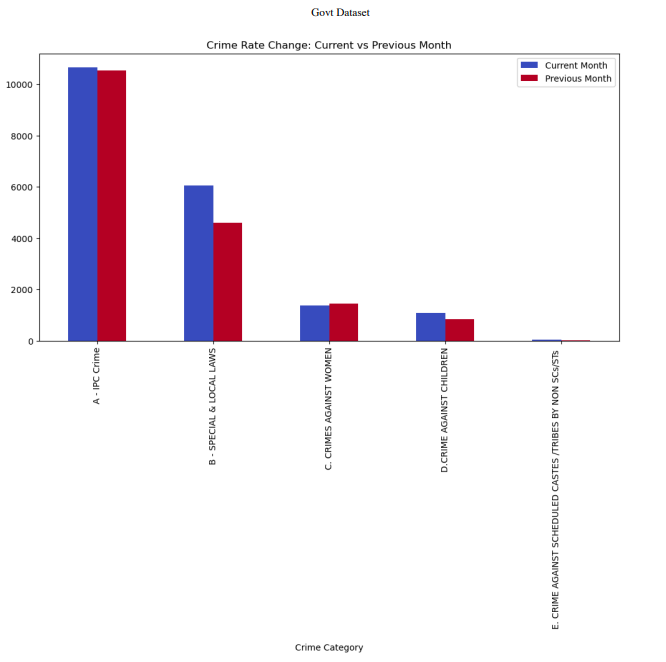 Govt Dataset
Crime Rate Change: Current vs Previous Month
Current Month
Previous Month
10000
8000
6000
4000
2000
0
A - IPC Crime
B - SPECIAL & LOCAL LAWS
C. CRIMES AGAINST WOMEN
D.CRIME AGAINST CHILDREN
E. CRIME AGAINST SCHEDULED CASTES /TRIBES BY NON SCs/STs
Crime Category